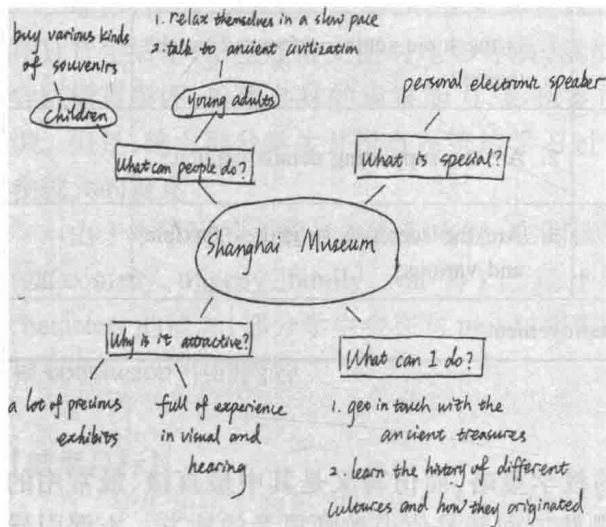 buy various kinds
of souvenirs
1. relax themselves in a slow pace
2. talk to ancient civilization
children
young adults
What can people do?
personal electronic speaker
What is special?
Shanghai Museum
Why is it attractive?
a lot of precious
exhibits
full of experience
in visual and
hearing
What can I do?
1. get in touch with the
ancient treasures
2. learn the history of different
cultures and how they originated